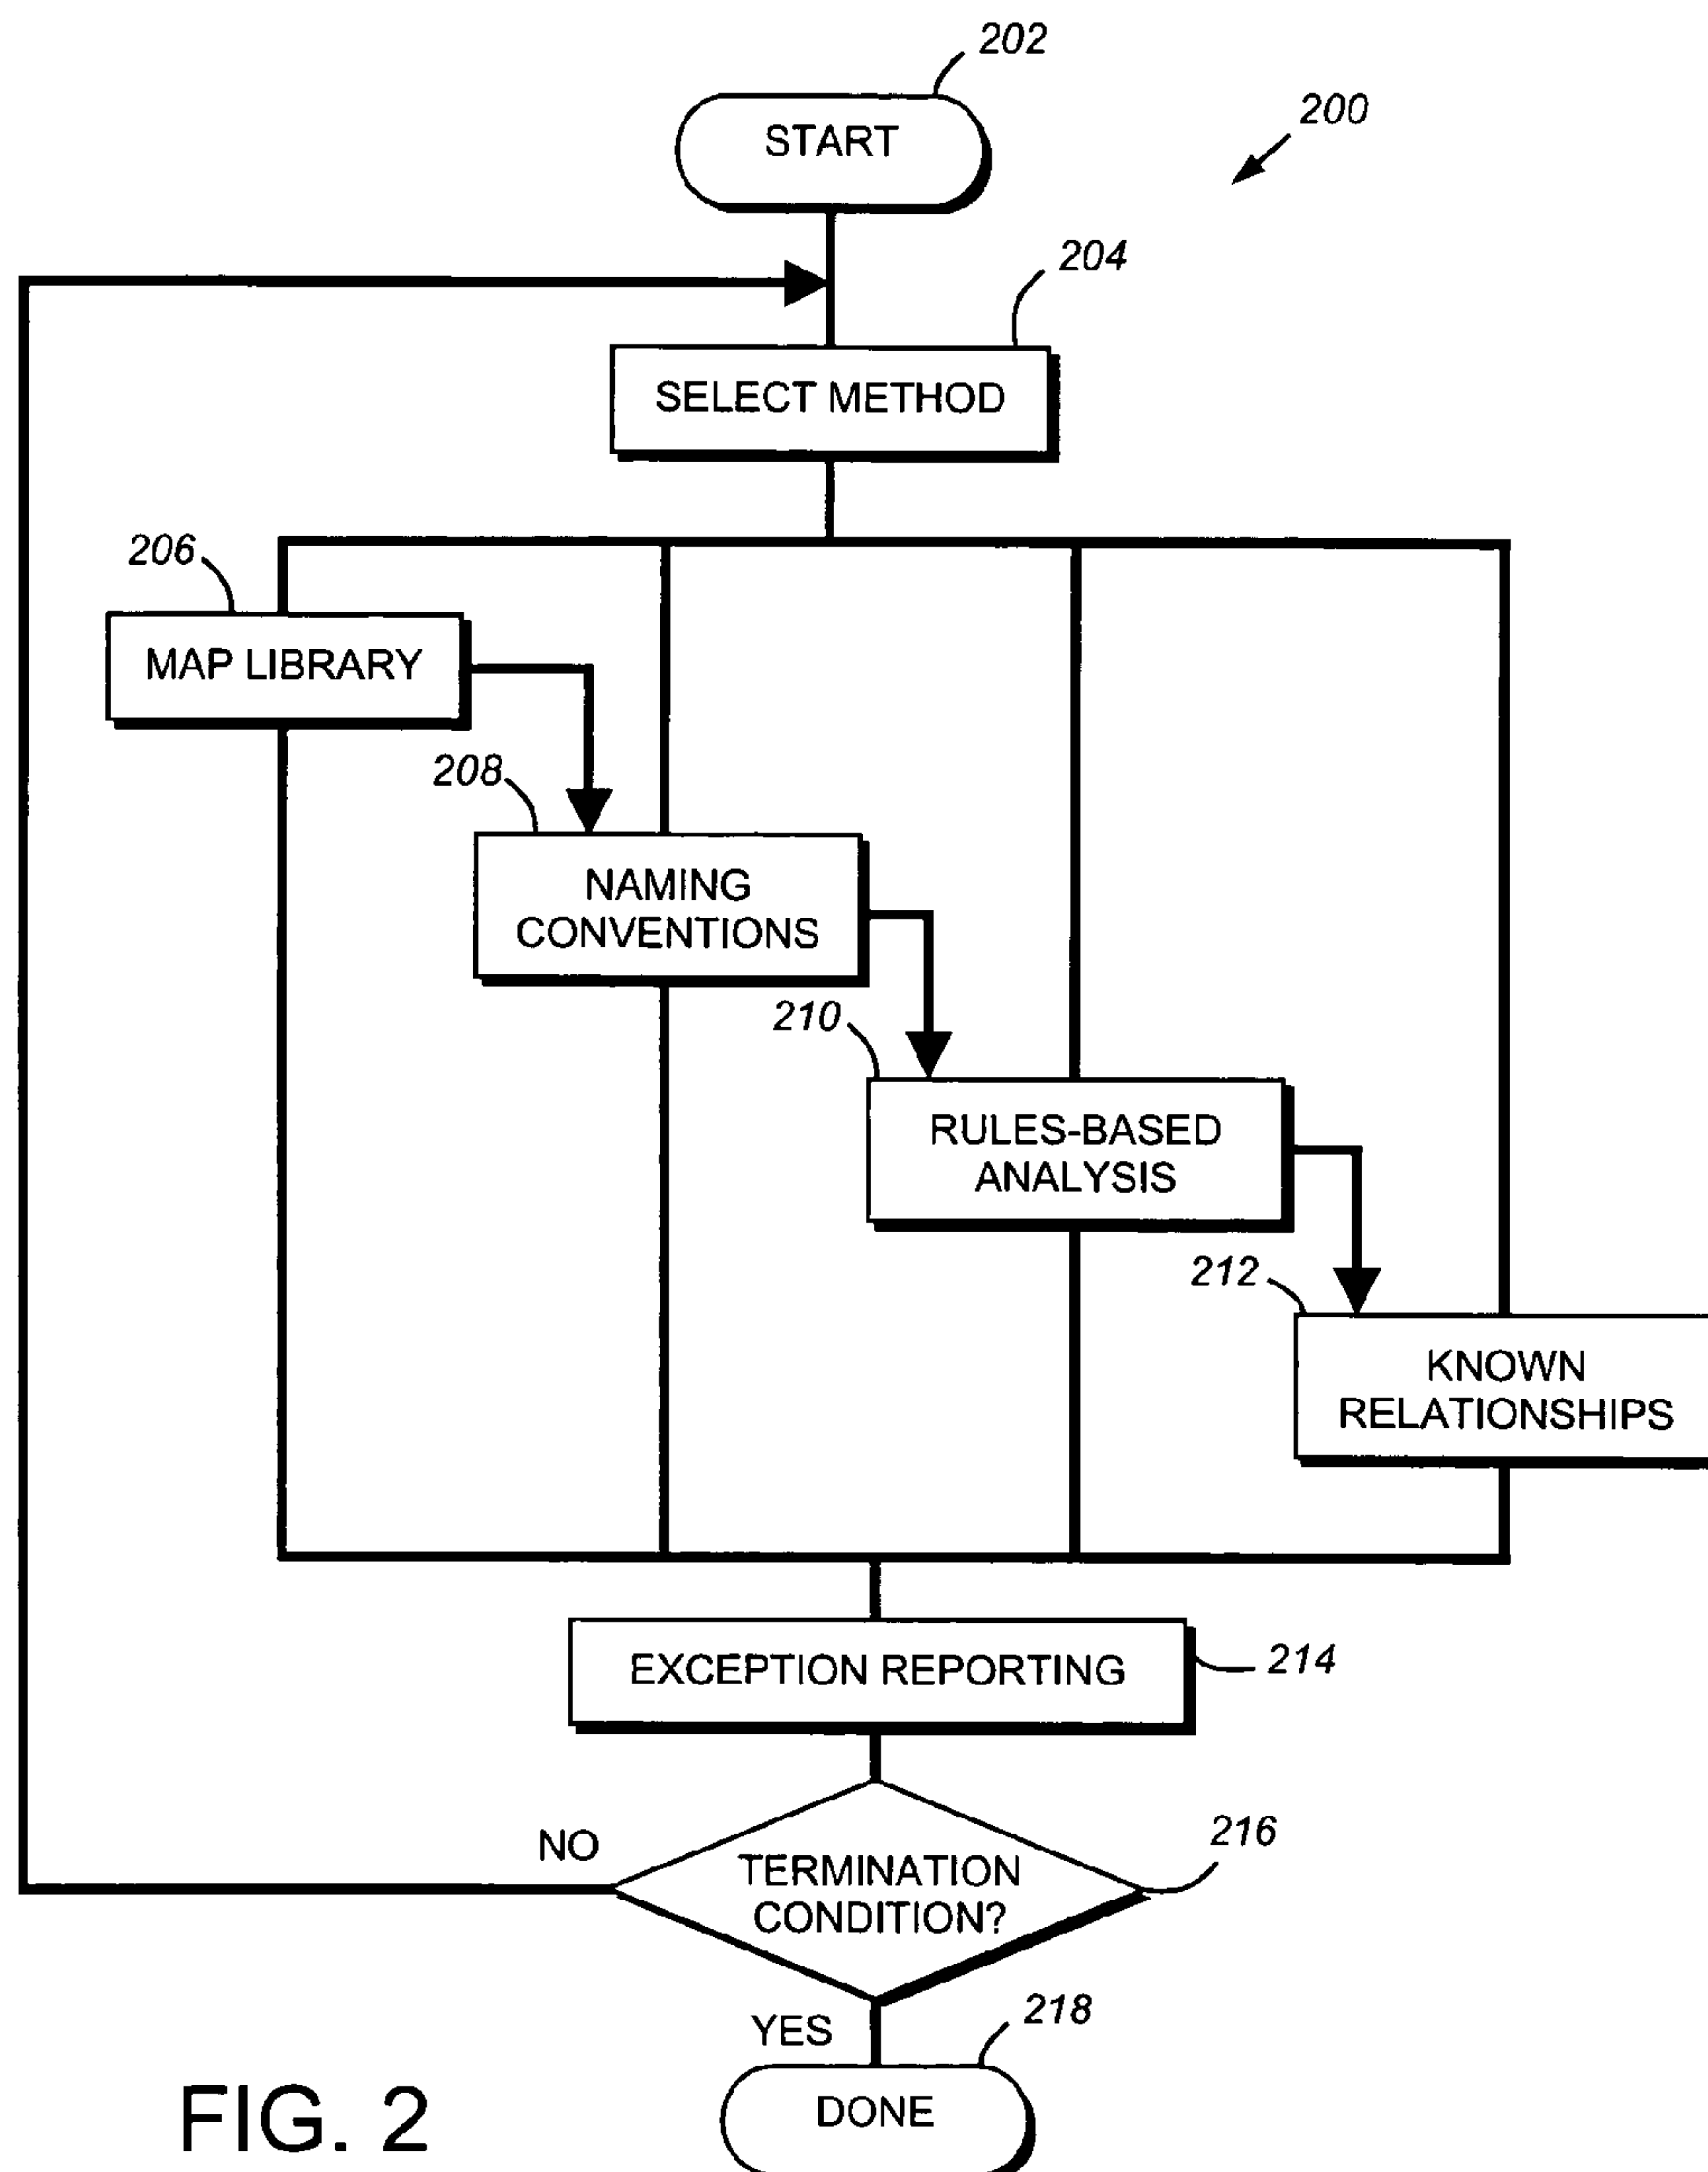 202
START
200
204
SELECT METHOD
206
MAP LIBRARY
208
NAMING
CONVENTIONS
210
RULES-BASED
ANALYSIS
212
KNOWN
RELATIONSHIPS
EXCEPTION REPORTING
214
NO
TERMINATION
CONDITION?
216
YES
218
DONE
FIG. 2